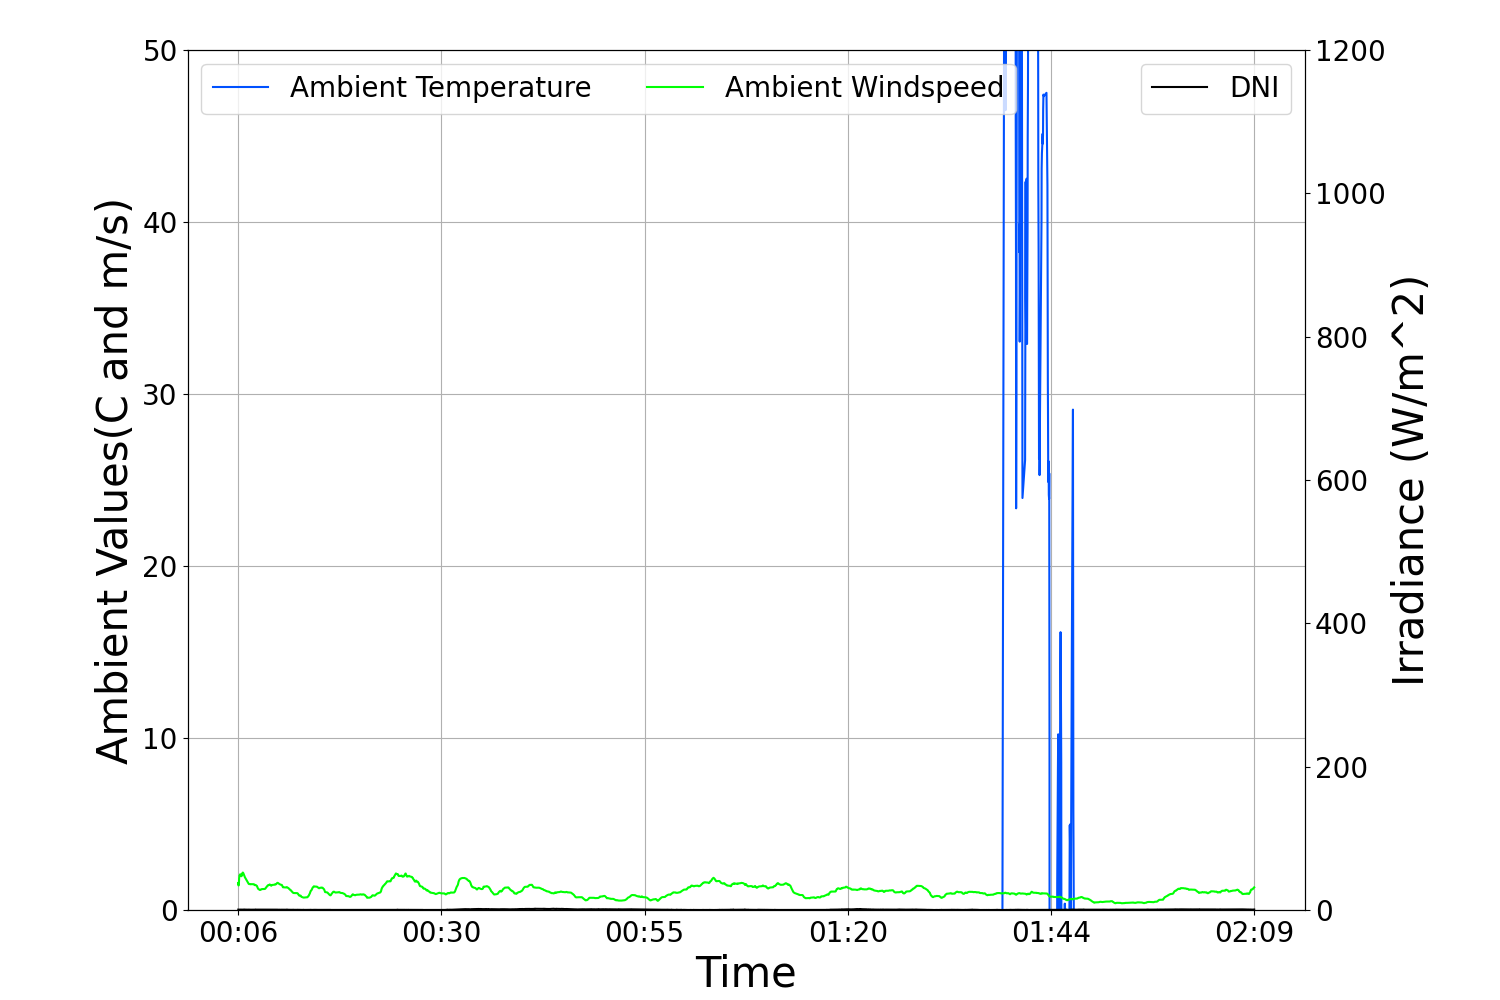 Ambient Temperature Ambient Windspeed DNI
Ambient Values(C and m/s)
50
40
30
20
10
0
1200
1000
800
600
400
200
0
Irradiance (W/m^2)
00:06 00:30 00:55 01:20 01:44 02:09
Time